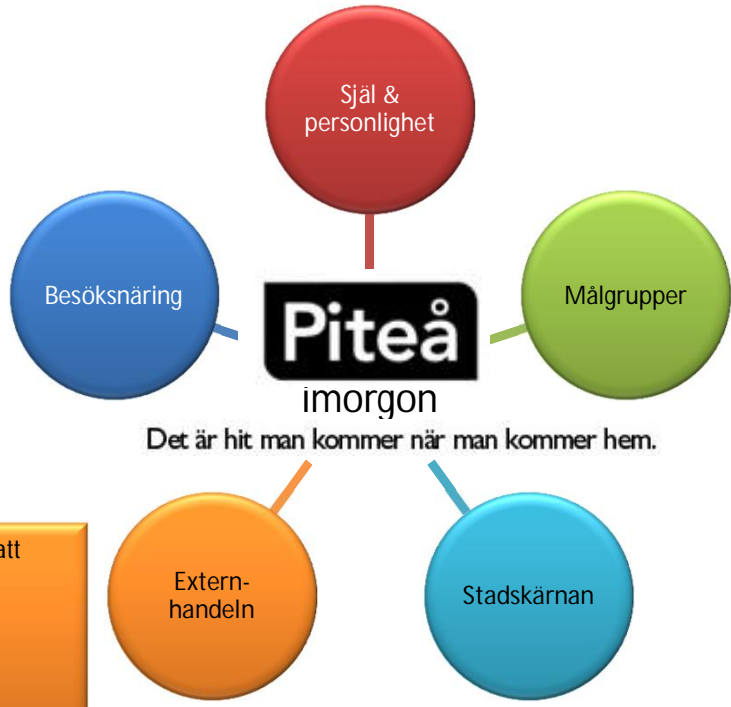 Själ &
personlighet
Besöksnäring
Målgrupper
Piteå
imorgon
Det är hit man kommer när man kommer hem.
att
Extern-
handeln
Stadskärnan